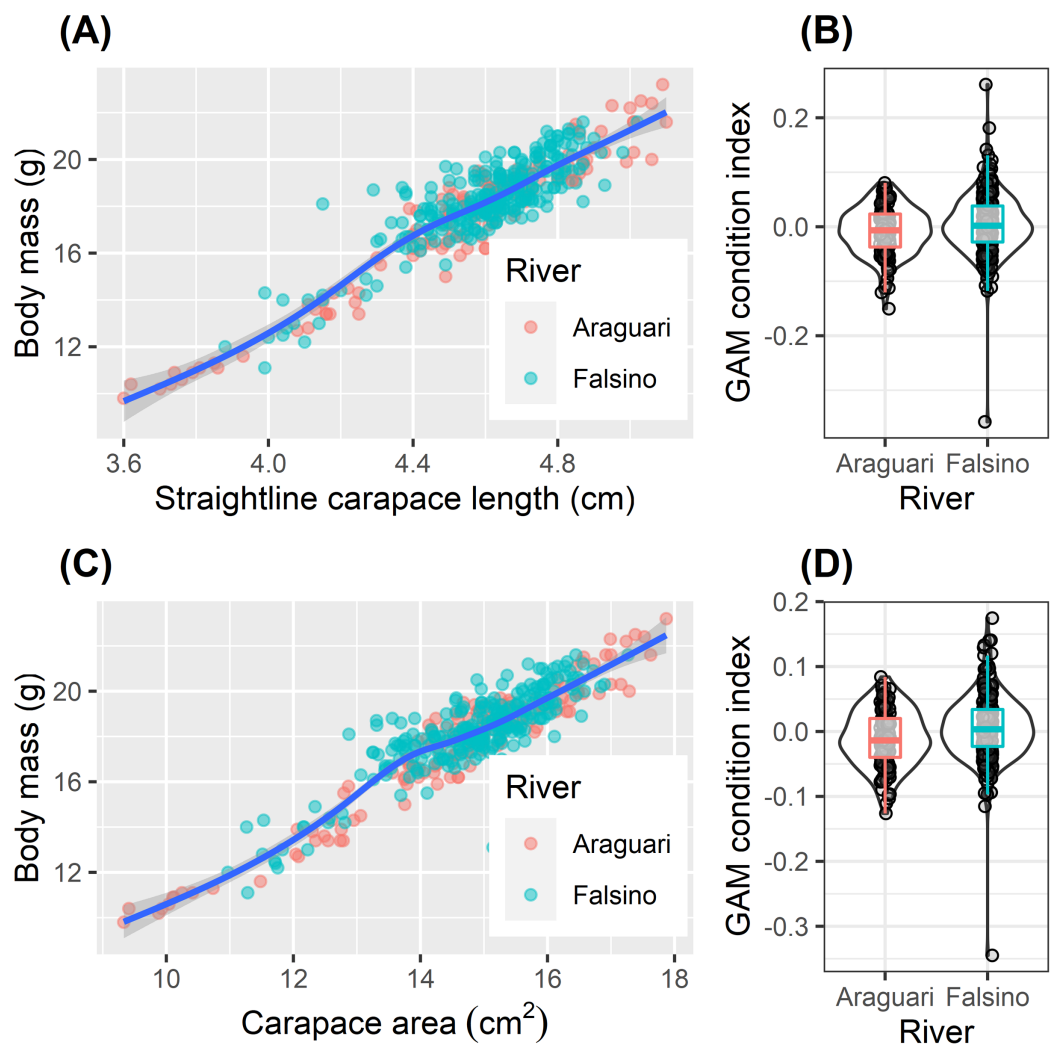 (A)
Body mass (g)
20
16
12
3.6 4.0 4.4 4.8
Straightline carapace length (cm)
River
Araguari
Falsino
(B)
GAM condition index
0.2
0.0
-0.2
Araguari Falsino
River
(C)
Body mass (g)
20
16
12
10 12 14 16 18
Carapace area (cm²)
River
Araguari
Falsino
(D)
GAM condition index
0.2
0.1
0.0
-0.1
-0.2
-0.3
Araguari Falsino
River